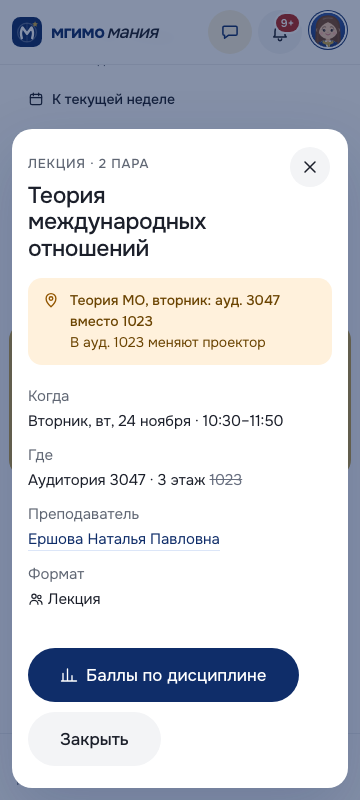 мгимо мания
9+
К текущей неделе
ЛЕКЦИЯ · 2 ПАРА
Теория
международных
отношений
Теория МО, вторник: ауд. 3047
вместо 1023
В ауд. 1023 меняют проектор
Когда
Вторник, вт, 24 ноября · 10:30–11:50
Где
Аудитория 3047 · 3 этаж 1023
Преподаватель
Ершова Наталья Павловна
Формат
Лекция
Баллы по дисциплине
Закрыть